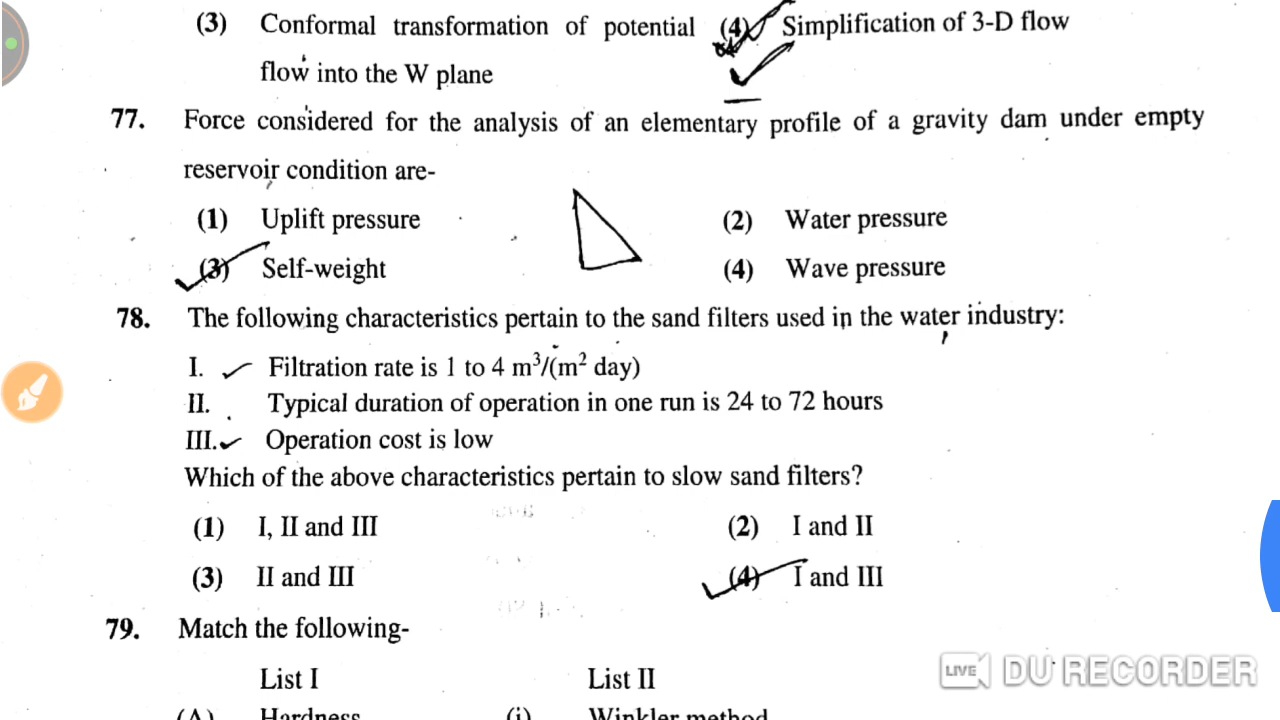 (3) Conformal transformation of potential (4) Simplification of 3-D flow
flow into the W plane
77. Force considered for the analysis of an elementary profile of a gravity dam under empty
reservoir condition are-
(1) Uplift pressure (2) Water pressure
(3) Self-weight (4) Wave pressure
78. The following characteristics pertain to the sand filters used in the water industry:
I. Filtration rate is 1 to 4 m³/(m² day)
II. Typical duration of operation in one run is 24 to 72 hours
III. Operation cost is low
Which of the above characteristics pertain to slow sand filters?
(1) I, II and III (2) I and II
(3) II and III (4) I and III
79. Match the following-
List I List II
(A) Hardness (i) Winkler method
LIVE DU RECORDER